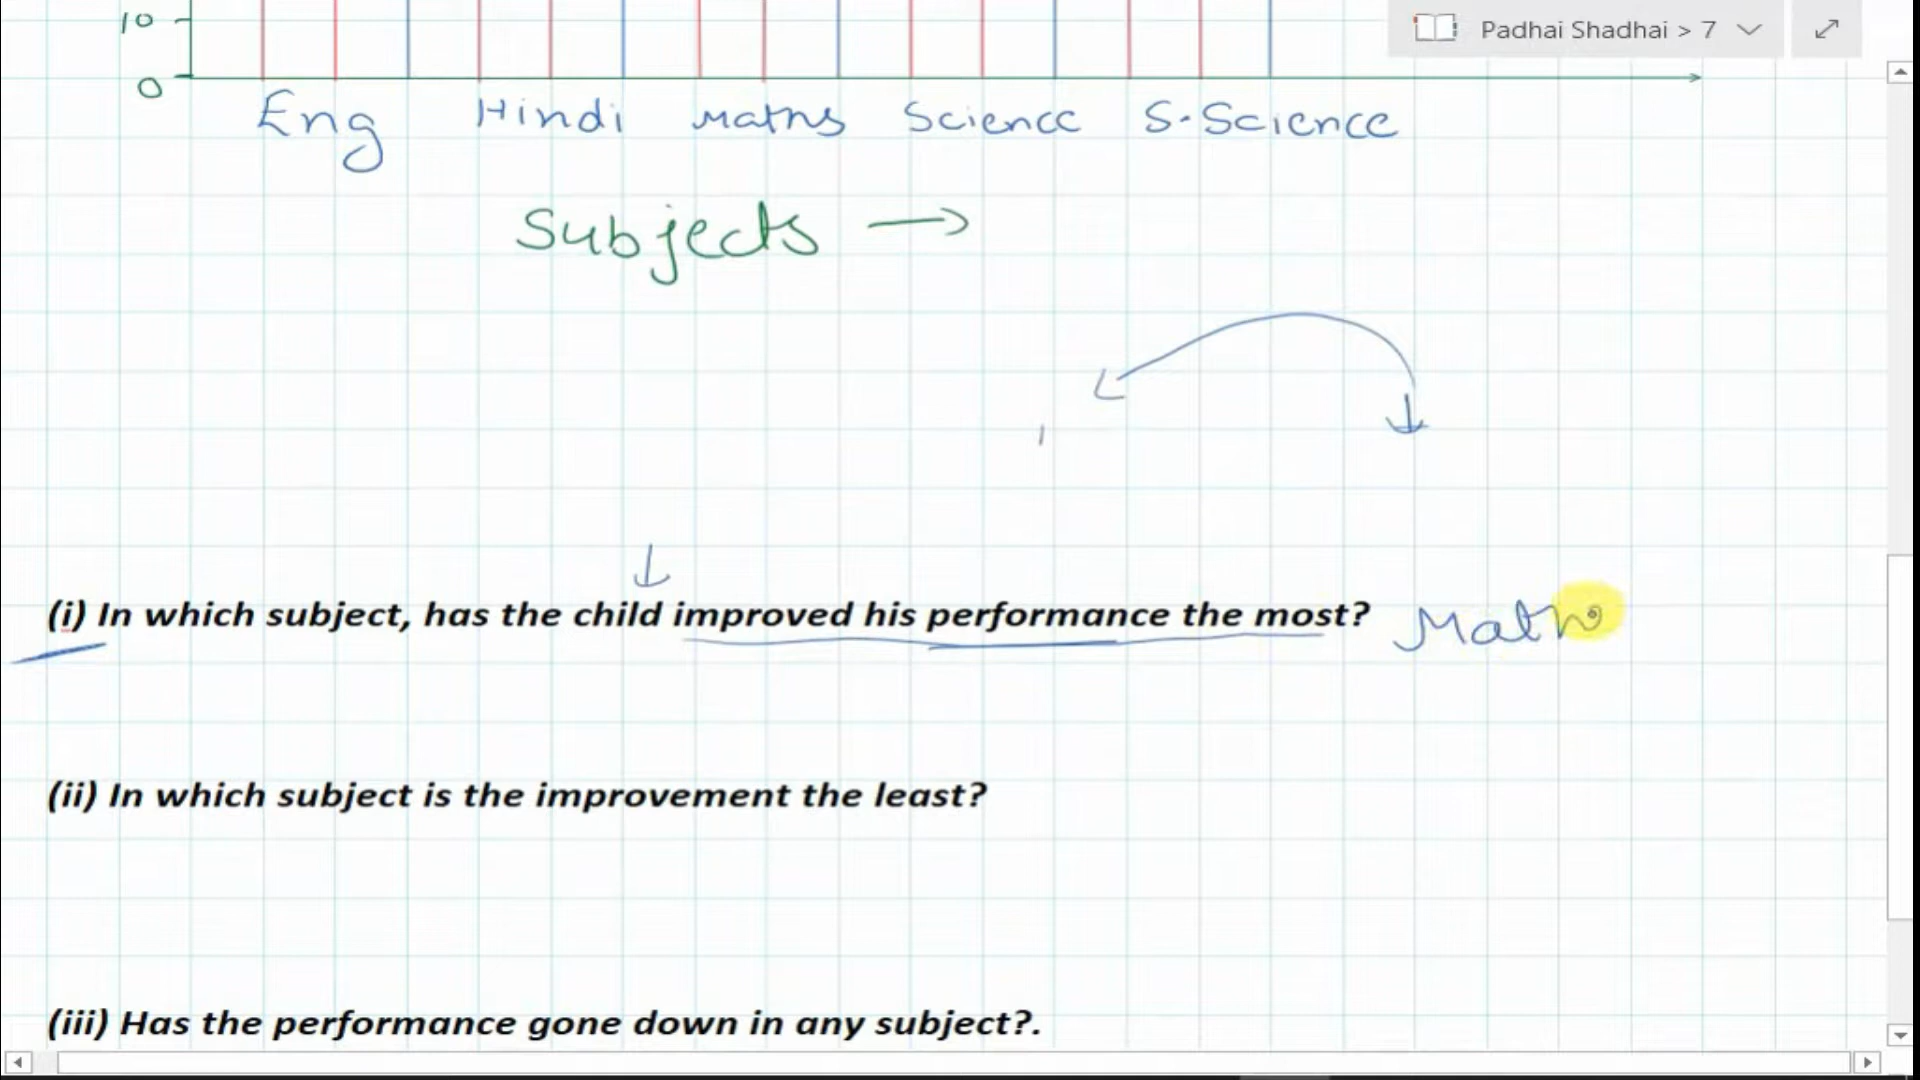 10
Padhai Shadhai > 7
0
Eng Hindi Maths Science S.Science
Subjects →
(i) In which subject, has the child improved his performance the most? Math
(ii) In which subject is the improvement the least?
(iii) Has the performance gone down in any subject?.